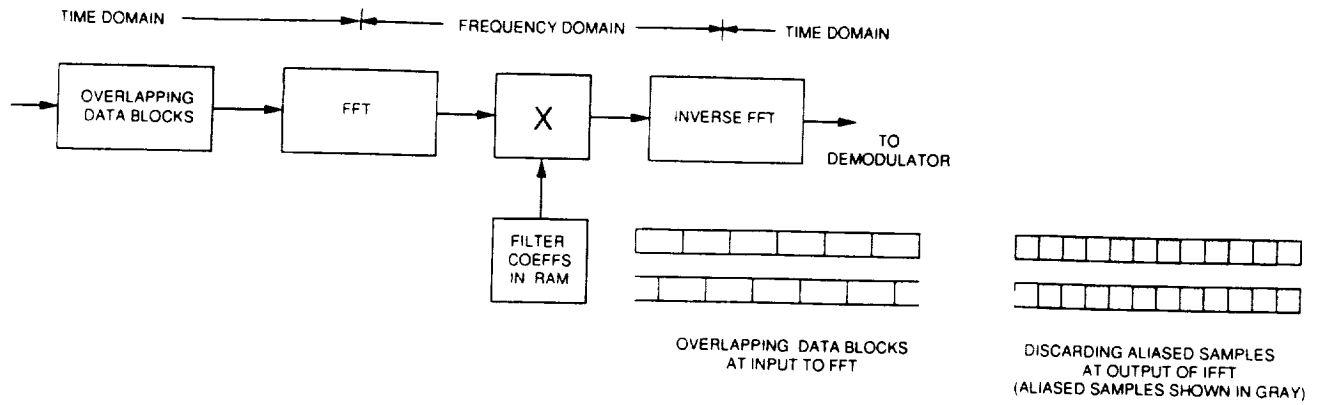 TIME DOMAIN
FREQUENCY DOMAIN
TIME DOMAIN
OVERLAPPING
DATA BLOCKS
FFT
X
INVERSE FFT
TO
DEMODULATOR
FILTER
COEFFS
IN RAM
OVERLAPPING DATA BLOCKS
AT INPUT TO FFT
DISCARDING ALIASED SAMPLES
AT OUTPUT OF IFFT
(ALIASED SAMPLES SHOWN IN GRAY)